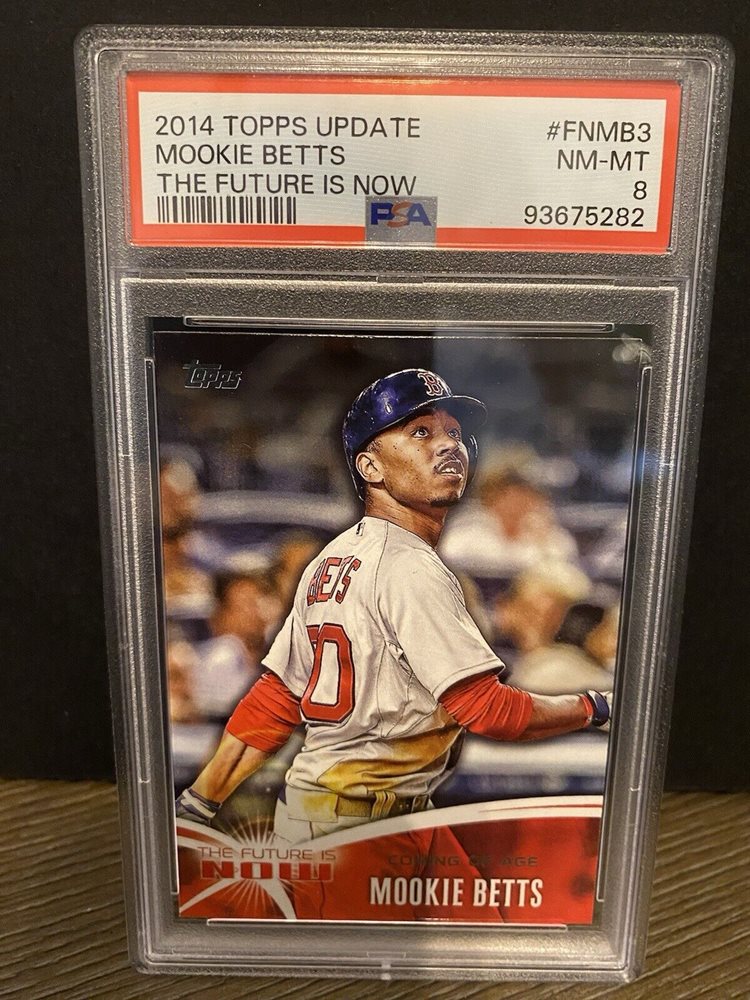 2014 TOPPS UPDATE #FNMB3
MOOKIE BETTS NM-MT
THE FUTURE IS NOW 8
PSA 93675282
Topps
B
BETTS
50
THE FUTURE IS
NOW
COMING OF AGE
MOOKIE BETTS